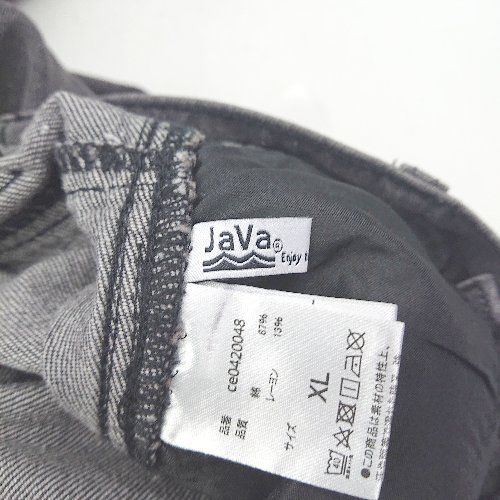 JaVa®
Enjoy
品番 ce0420048
品質 綿 87%
レーヨン 13%
サイズ XL
40
●この商品は素材の特性上、